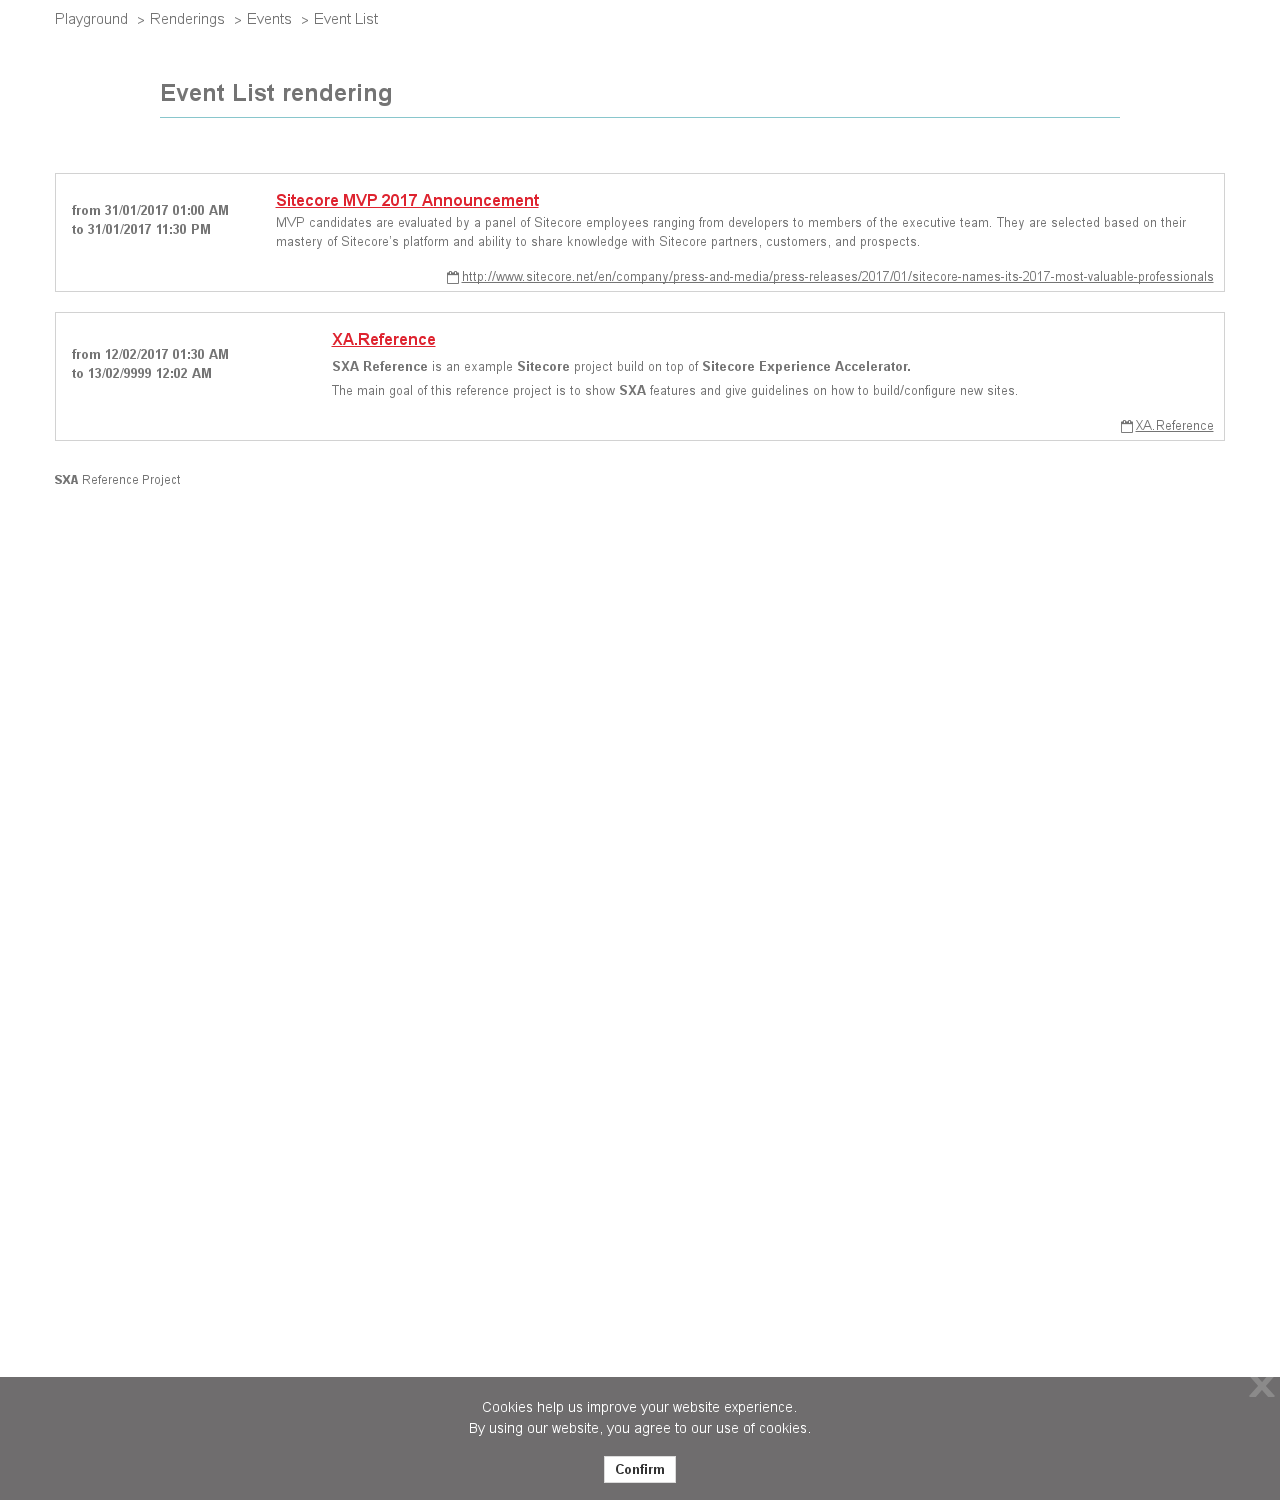 Playground > Renderings > Events > Event List
Event List rendering
from 31/01/2017 01:00 AM
to 31/01/2017 11:30 PM
Sitecore MVP 2017 Announcement
MVP candidates are evaluated by a panel of Sitecore employees ranging from developers to members of the executive team. They are selected based on their
mastery of Sitecore's platform and ability to share knowledge with Sitecore partners, customers, and prospects.
http://www.sitecore.net/en/company/press-and-media/press-releases/2017/01/sitecore-names-its-2017-most-valuable-professionals
from 12/02/2017 01:30 AM
to 13/02/9999 12:02 AM
XA.Reference
SXA Reference is an example Sitecore project build on top of Sitecore Experience Accelerator.
The main goal of this reference project is to show SXA features and give guidelines on how to build/configure new sites.
XA.Reference
SXA Reference Project
Cookies help us improve your website experience.
By using our website, you agree to our use of cookies.
Confirm